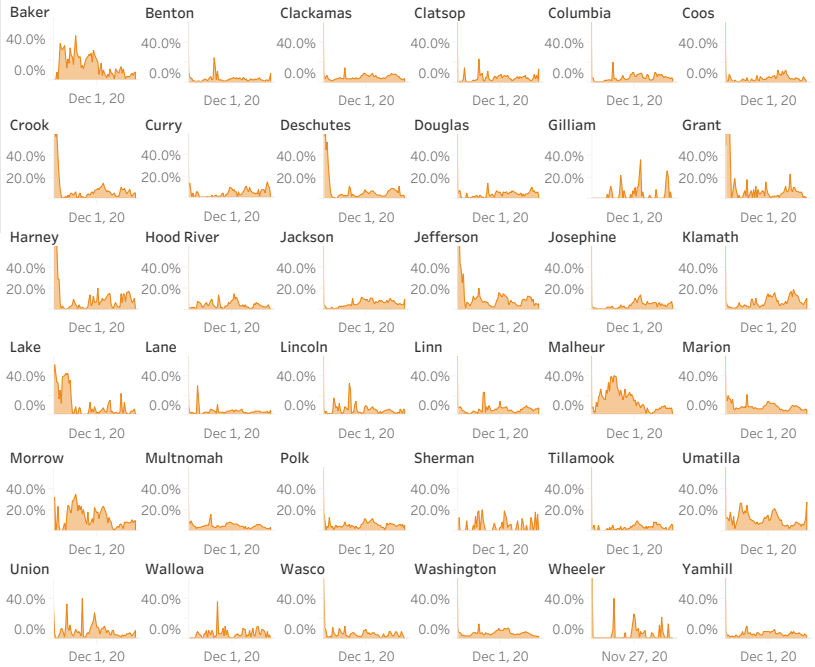 Baker Benton Clackamas Clatsop Columbia Coos
40.0% 40.0% 40.0% 40.0% 40.0% 40.0%
0.0% 0.0% 0.0% 0.0% 0.0% 0.0%
Dec 1, 20 Dec 1, 20 Dec 1, 20 Dec 1, 20 Dec 1, 20 Dec 1, 20
Crook Curry Deschutes Douglas Gilliam Grant
40.0% 40.0% 40.0% 40.0% 40.0% 40.0%
20.0% 20.0% 20.0% 20.0% 20.0% 20.0%
Dec 1, 20 Dec 1, 20 Dec 1, 20 Dec 1, 20 Dec 1, 20 Dec 1, 20
Harney Hood River Jackson Jefferson Josephine Klamath
40.0% 40.0% 40.0% 40.0% 40.0% 40.0%
20.0% 20.0% 20.0% 20.0% 20.0% 20.0%
Dec 1, 20 Dec 1, 20 Dec 1, 20 Dec 1, 20 Dec 1, 20 Dec 1, 20
Lake Lane Lincoln Linn Malheur Marion
40.0% 40.0% 40.0% 40.0% 40.0% 40.0%
0.0% 0.0% 0.0% 0.0% 0.0% 0.0%
Dec 1, 20 Dec 1, 20 Dec 1, 20 Dec 1, 20 Dec 1, 20 Dec 1, 20
Morrow Multnomah Polk Sherman Tillamook Umatilla
40.0% 40.0% 40.0% 40.0% 40.0% 40.0%
20.0% 20.0% 20.0% 20.0% 20.0% 20.0%
Dec 1, 20 Dec 1, 20 Dec 1, 20 Dec 1, 20 Dec 1, 20 Dec 1, 20
Union Wallowa Wasco Washington Wheeler Yamhill
40.0% 40.0% 40.0% 40.0% 40.0% 40.0%
0.0% 0.0% 0.0% 0.0% 0.0% 0.0%
Dec 1, 20 Dec 1, 20 Dec 1, 20 Dec 1, 20 Nov 27, 20 Dec 1, 20